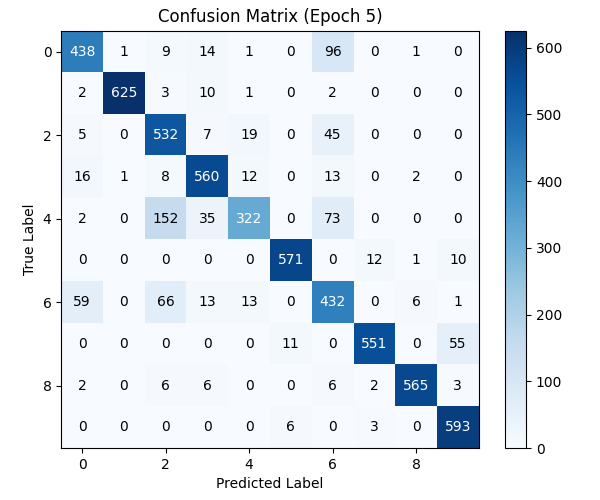 Confusion Matrix (Epoch 5)
0 438 1 9 14 1 0 96 0 1 0
2 625 3 10 1 0 2 0 0 0
2 5 0 532 7 19 0 45 0 0 0
16 1 8 560 12 0 13 0 2 0
4 2 0 152 35 322 0 73 0 0 0
0 0 0 0 0 571 0 12 1 10
6 59 0 66 13 13 0 432 0 6 1
0 0 0 0 0 11 0 551 0 55
8 2 0 6 6 0 0 6 2 565 3
0 0 0 0 0 6 0 3 0 593
0 2 4 6 8
Predicted Label
True Label
600
500
400
300
200
100
0